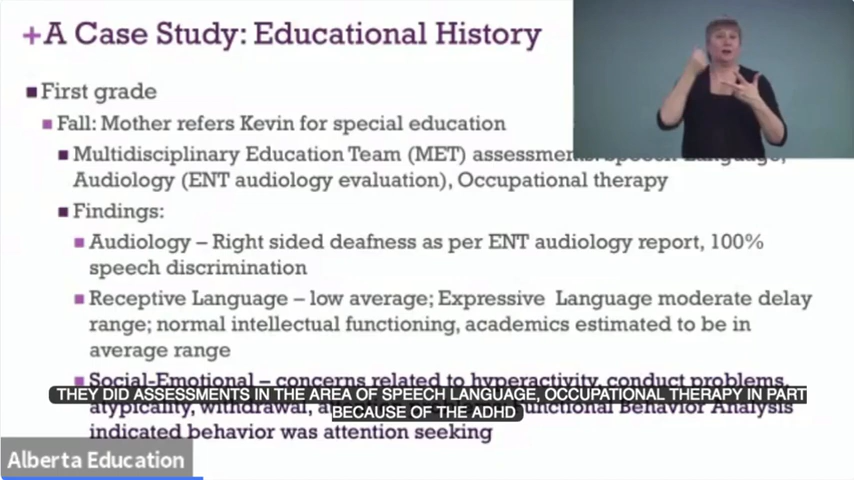 +A Case Study: Educational History
First grade
Fall: Mother refers Kevin for special education
Multidisciplinary Education Team (MET) assessments: Speech Language,
Audiology (ENT audiology evaluation), Occupational therapy
Findings:
Audiology – Right sided deafness as per ENT audiology report, 100%
speech discrimination
Receptive Language – low average; Expressive Language moderate delay
range; normal intellectual functioning, academics estimated to be in
average range
Social-Emotional – concerns related to hyperactivity, conduct problems,
THEY DID ASSESSMENTS IN THE AREA OF SPEECH LANGUAGE, OCCUPATIONAL THERAPY IN PART
atypicality, withdrawal, Functional Behavior Analysis
BECAUSE OF THE ADHD
indicated behavior was attention seeking
Alberta Education